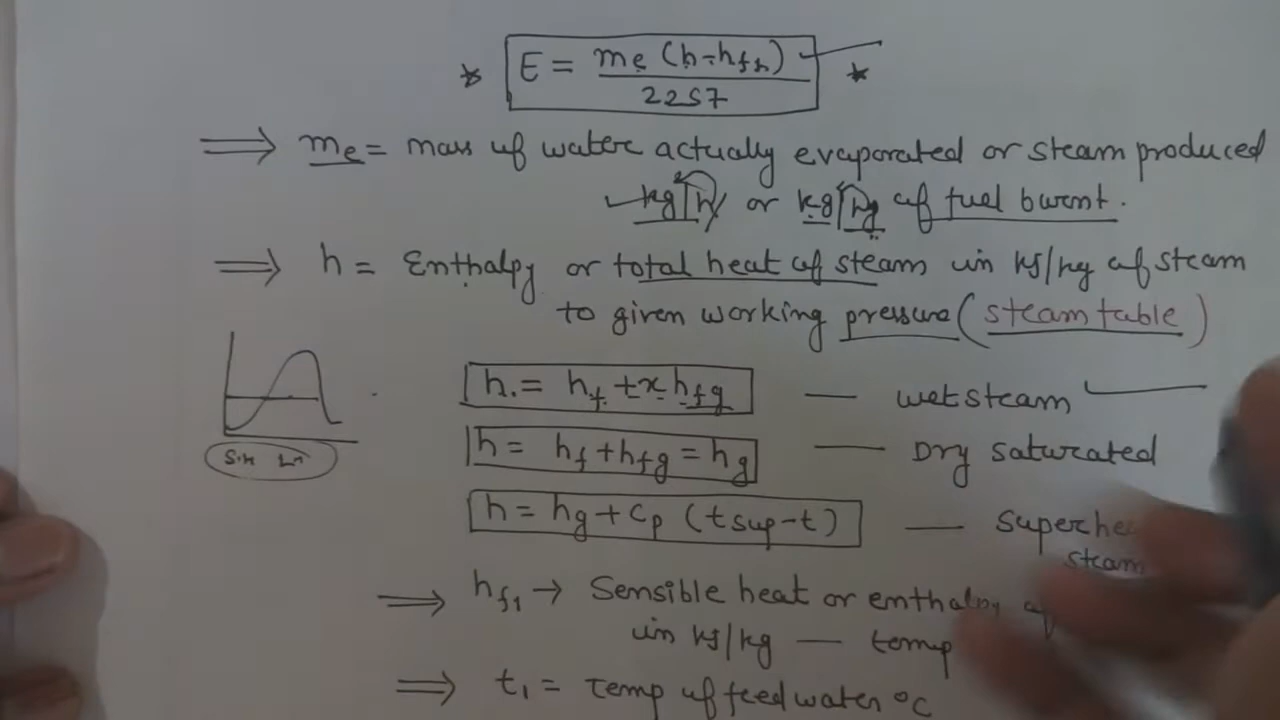 * E = me (h-hf1) / 2257 *
⇒ me = mass of water actually evaporated or steam produced
kg/h or kg/kg of fuel burnt.
⇒ h = Enthalpy or total heat of steam in kJ/kg of steam
to given working pressure (steam table)
h = hf + x hfg — wet steam
h = hf + hfg = hg — Dry saturated
h = hg + Cp (tsup - t) — Superhe
steam
⇒ hf1 → Sensible heat or enthalpy of
in kJ/kg — temp
⇒ t1 = Temp of feed water °C